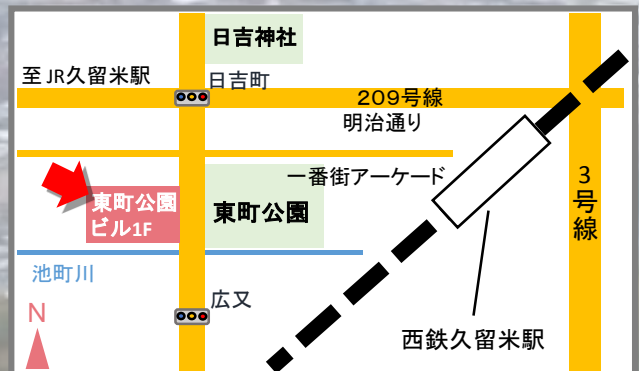 日吉神社
至 JR久留米駅
日吉町
209号線
明治通り
一番街アーケード
3号線
東町公園
ビル1F
東町公園
池町川
N
広又
西鉄久留米駅